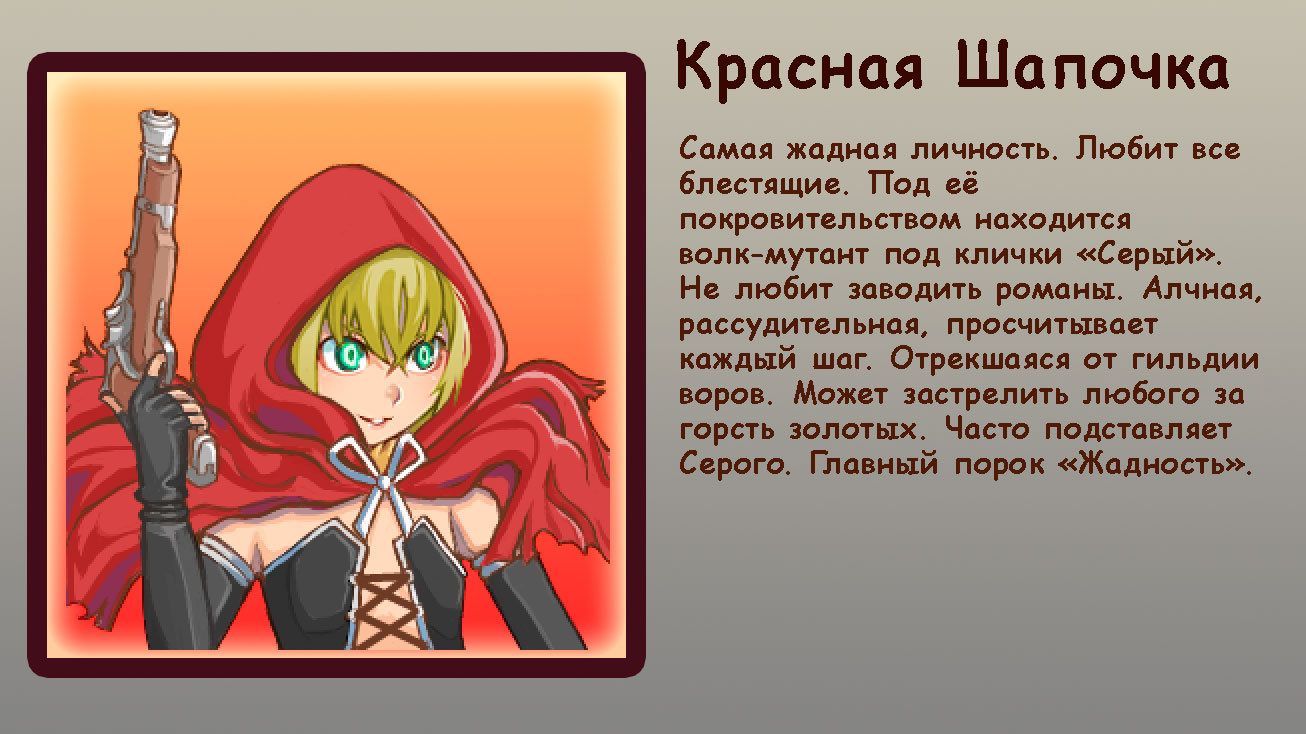 Красная Шапочка
Самая жадная личность. Любит все
блестящие. Под её
покровительством находится
волк-мутант под клички «Серый».
Не любит заводить романы. Алчная,
рассудительная, просчитывает
каждый шаг. Отрекшаяся от гильдии
воров. Может застрелить любого за
горсть золотых. Часто подставляет
Серого. Главный порок «Жадность».